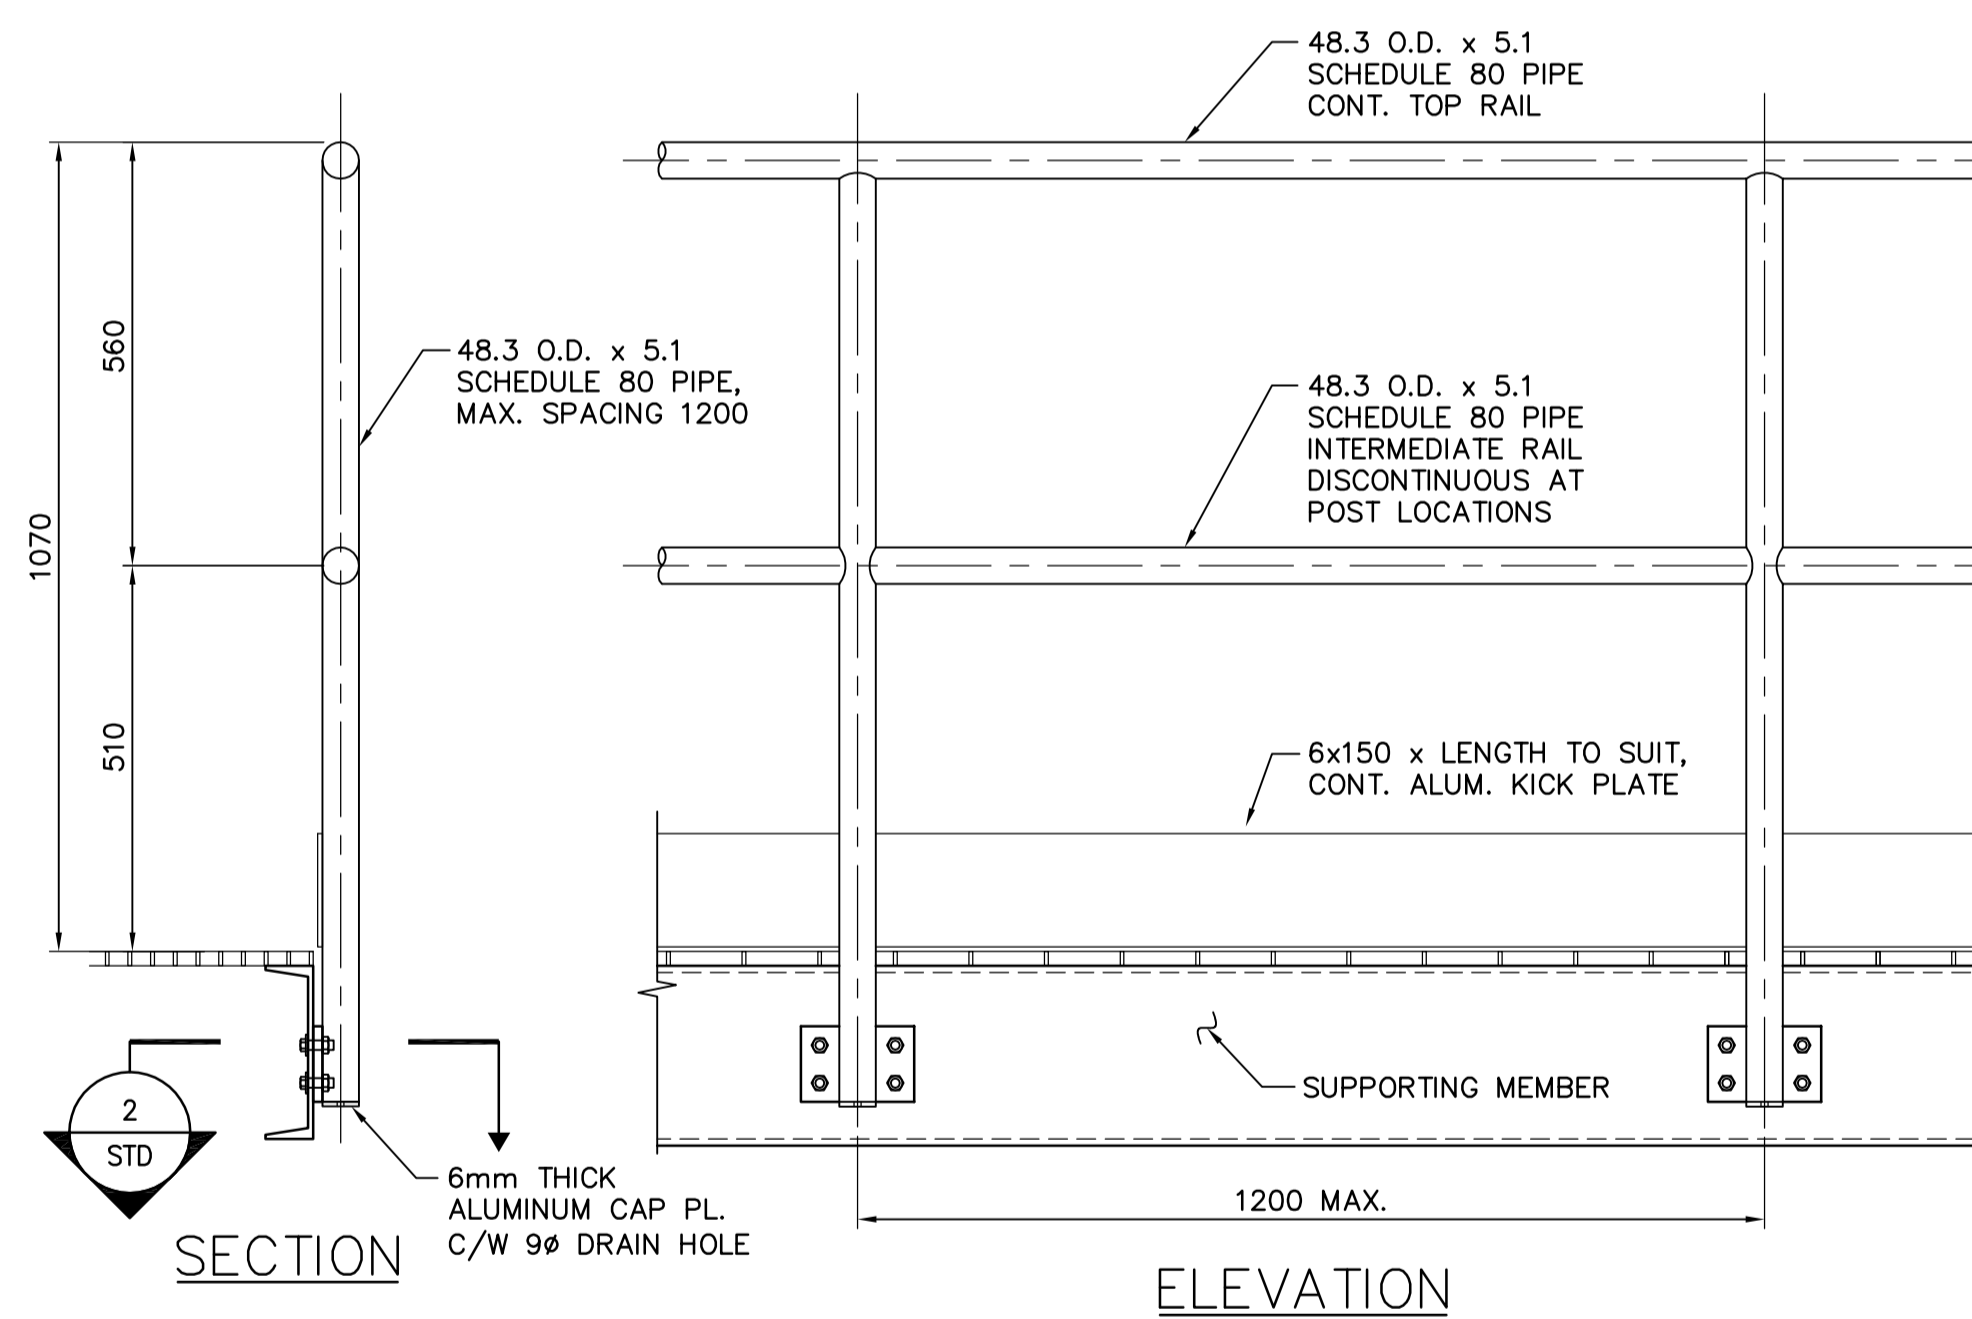 48.3 O.D. x 5.1
SCHEDULE 80 PIPE
CONT. TOP RAIL
560
48.3 O.D. x 5.1
SCHEDULE 80 PIPE,
MAX. SPACING 1200
48.3 O.D. x 5.1
SCHEDULE 80 PIPE
INTERMEDIATE RAIL
DISCONTINUOUS AT
POST LOCATIONS
1070
510
6x150 x LENGTH TO SUIT,
CONT. ALUM. KICK PLATE
SUPPORTING MEMBER
2
STD
6mm THICK
ALUMINUM CAP PL.
C/W 9ø DRAIN HOLE
1200 MAX.
SECTION
ELEVATION